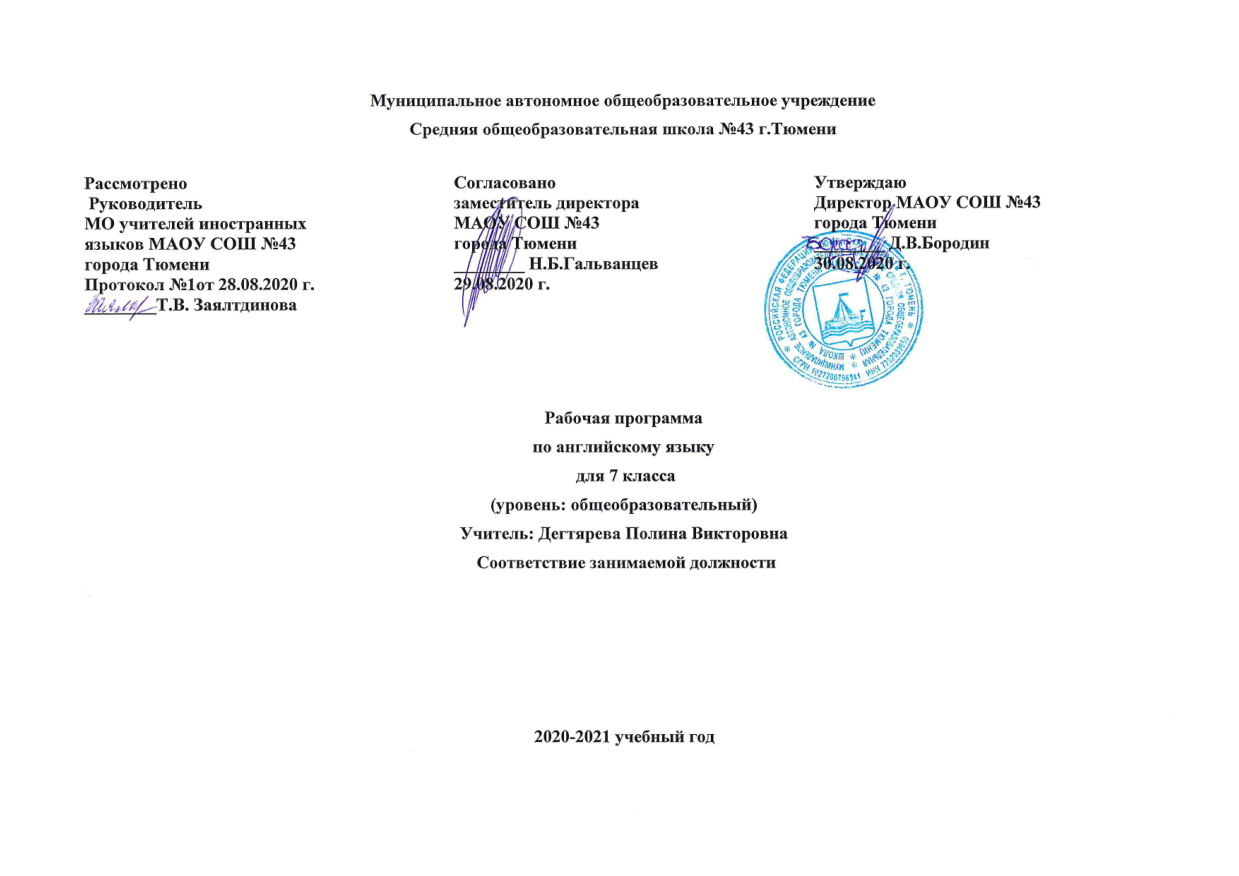 Муниципальное автономное общеобразовательное учреждение
Средняя общеобразовательная школа №43 г.Тюмени
Рассмотрено
Руководитель
МО учителей иностранных
языков МАОУ СОШ №43
города Тюмени
Протокол №1от 28.08.2020 г.
Т.В. Заялтдинова
Согласовано
заместитель директора
МАОУ СОШ №43
города Тюмени
Н.Б.Гальванцев
29.08.2020 г.
Утверждаю
Директор МАОУ СОШ №43
города Тюмени
Д.В.Бородин
30.08.2020 г.
Рабочая программа
по английскому языку
для 7 класса
(уровень: общеобразовательный)
Учитель: Дегтярева Полина Викторовна
Соответствие занимаемой должности
2020-2021 учебный год